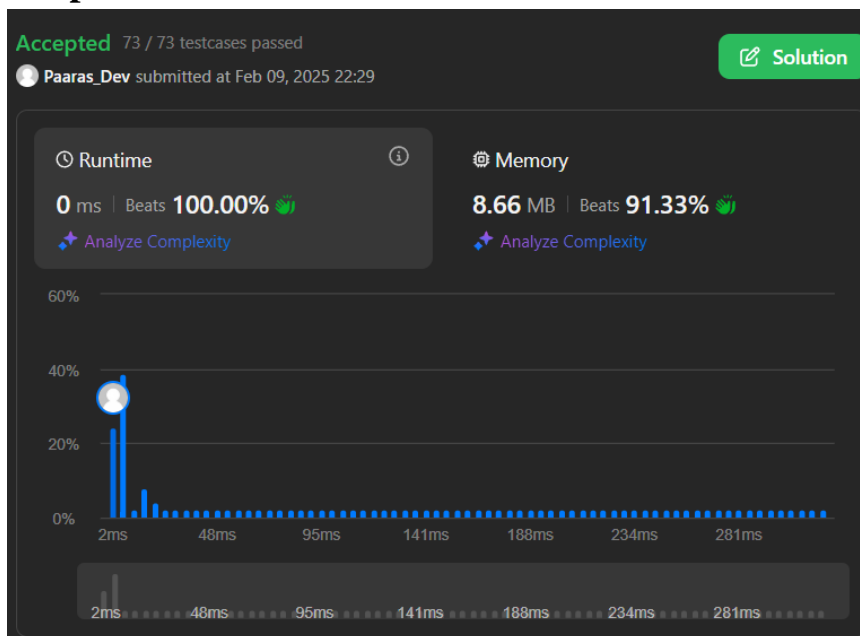 Accepted 73 / 73 testcases passed
Solution
Paaras_Dev submitted at Feb 09, 2025 22:29
Runtime
0 ms | Beats 100.00%
Analyze Complexity
Memory
8.66 MB | Beats 91.33%
Analyze Complexity
60%
40%
20%
0%
2ms 48ms 95ms 141ms 188ms 234ms 281ms
2ms 48ms 95ms 141ms 188ms 234ms 281ms